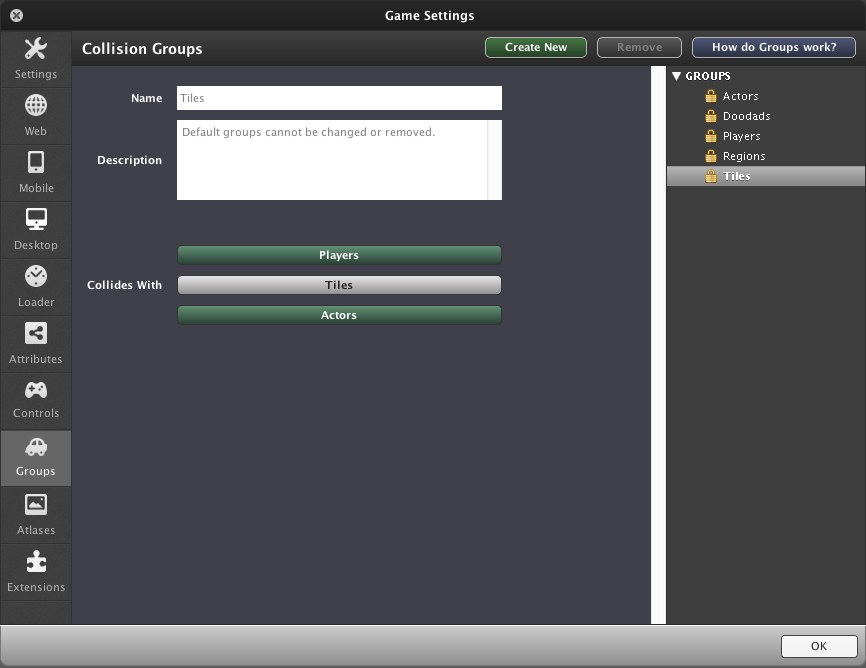 Game Settings
Settings
Web
Mobile
Desktop
Loader
Attributes
Controls
Groups
Atlases
Extensions
Collision Groups
Create New
Remove
How do Groups work?
Name
Tiles
Description
Default groups cannot be changed or removed.
Collides With
Players
Tiles
Actors
GROUPS
Actors
Doodads
Players
Regions
Tiles
OK